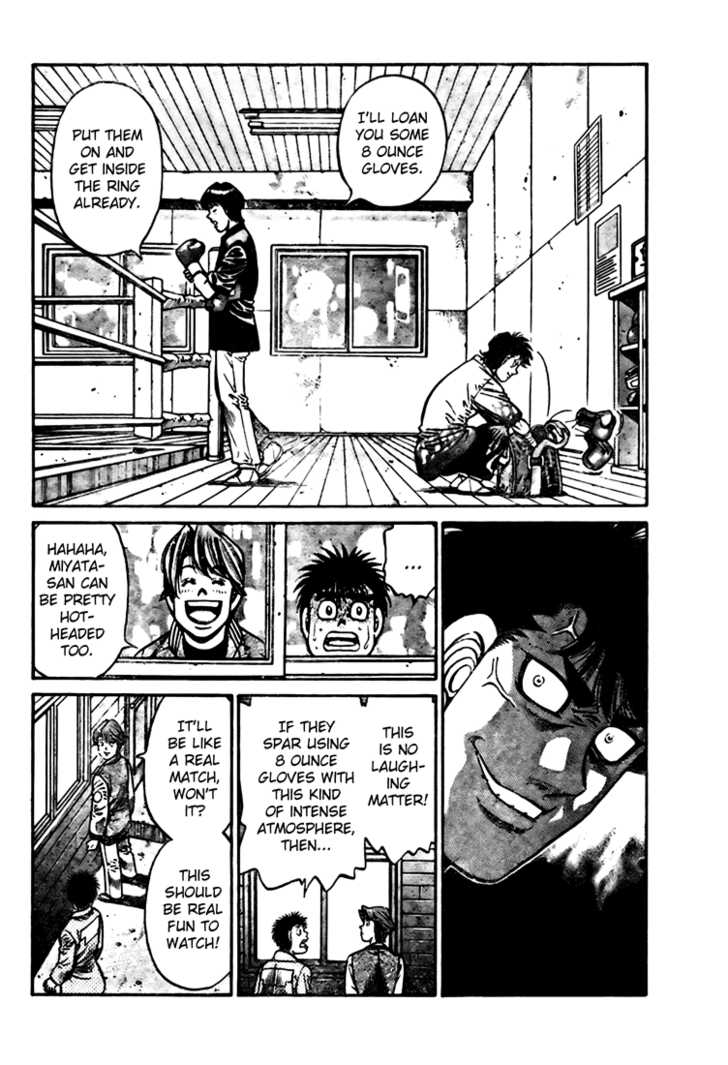 I'LL LOAN
YOU SOME
8 OUNCE
GLOVES.
PUT THEM
ON AND
GET INSIDE
THE RING
ALREADY.
...
HAHAHA,
MIYATA-
SAN CAN
BE PRETTY
HOT-
HEADED
TOO.
THIS
IS NO
LAUGH-
ING
MATTER!
IF THEY
SPAR USING
8 OUNCE
GLOVES WITH
THIS KIND
OF INTENSE
ATMOSPHERE,
THEN...
IT'LL
BE LIKE
A REAL
MATCH,
WON'T
IT?
THIS
SHOULD
BE REAL
FUN TO
WATCH!